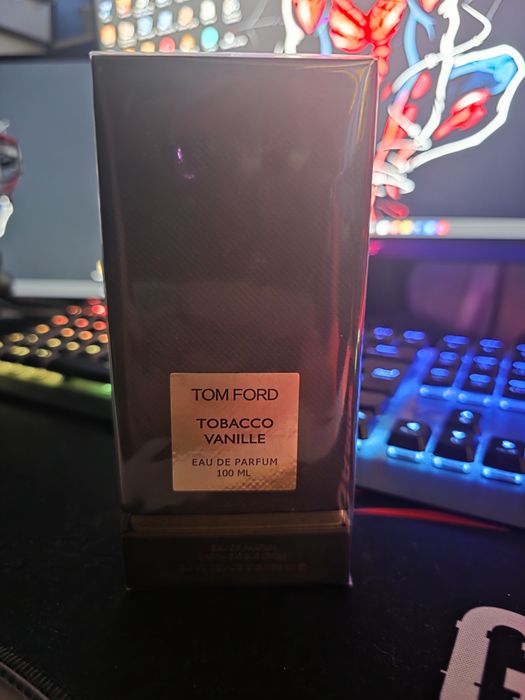 TOM FORD
TOBACCO
VANILLE
EAU DE PARFUM
100 ML